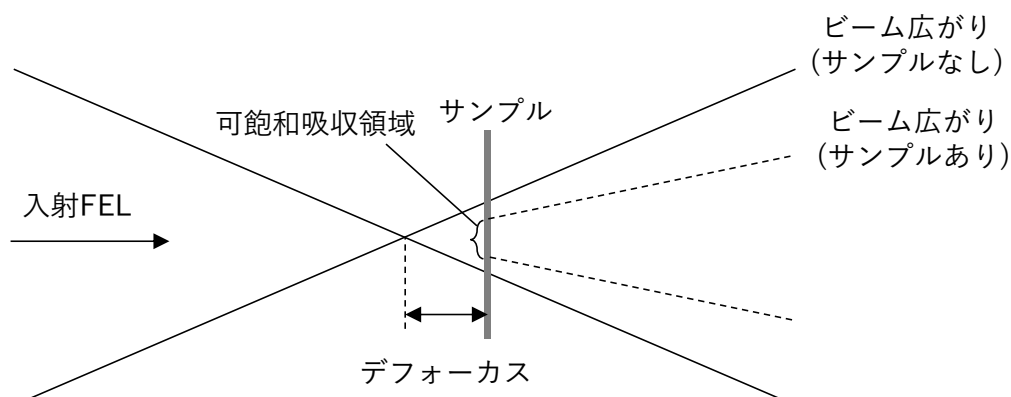 ビーム広がり
(サンプルなし)
サンプル
可飽和吸収領域
ビーム広がり
(サンプルあり)
入射FEL
デフォーカス